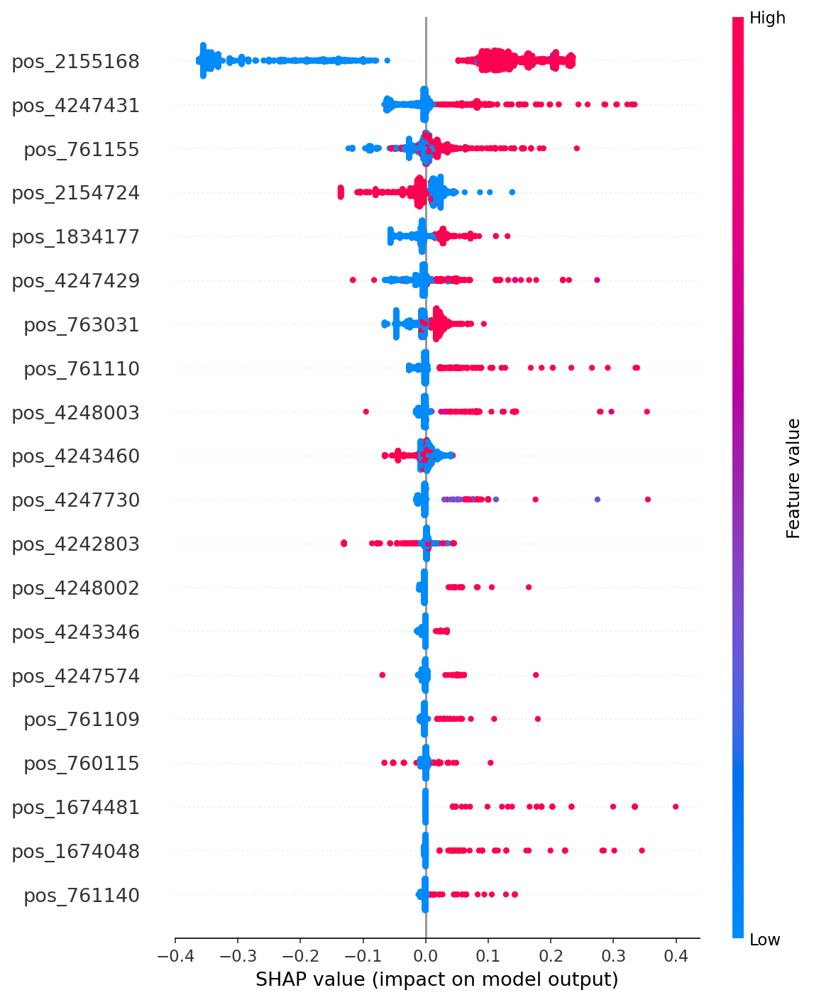 High
pos_2155168
pos_4247431
pos_761155
pos_2154724
pos_1834177
pos_4247429
pos_763031
pos_761110
pos_4248003
pos_4243460
pos_4247730
pos_4242803
pos_4248002
pos_4243346
pos_4247574
pos_761109
pos_760115
pos_1674481
pos_1674048
pos_761140
Feature value
Low
−0.4 −0.3 −0.2 −0.1 0.0 0.1 0.2 0.3 0.4
SHAP value (impact on model output)